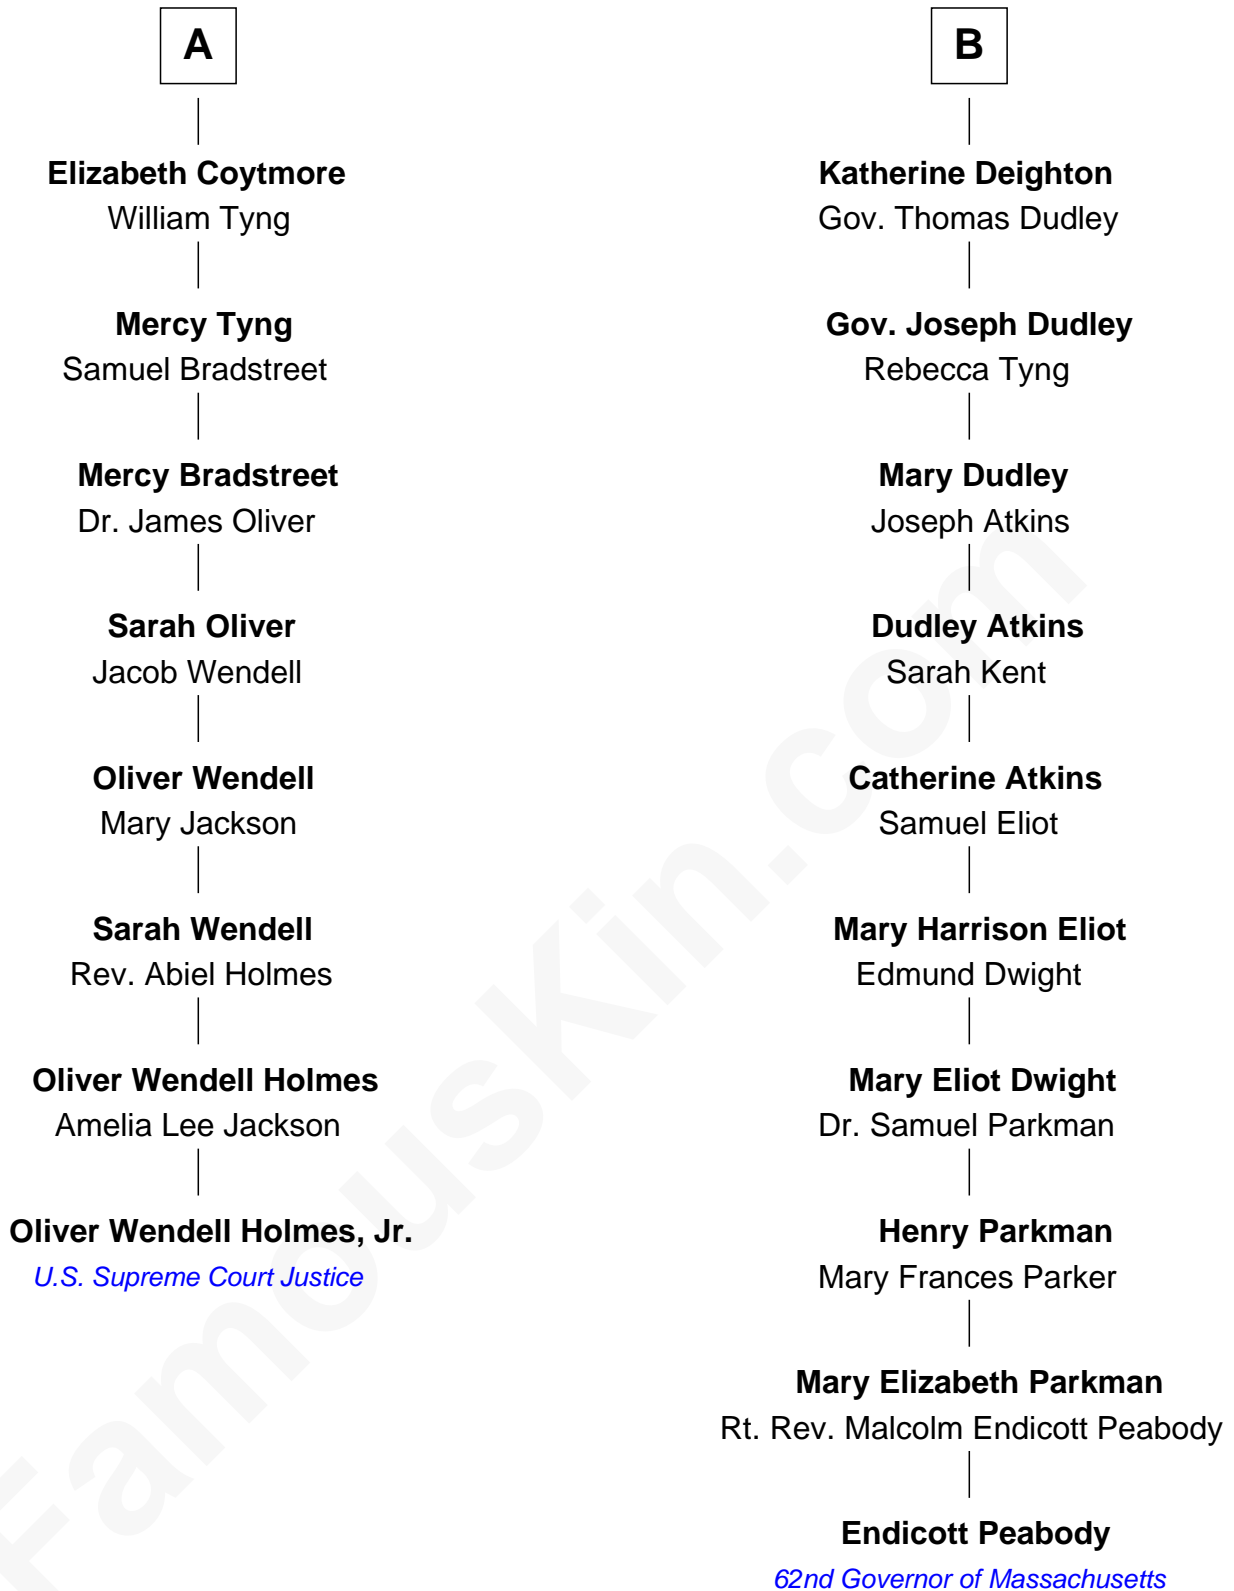 A
Elizabeth Coytmore
William Tyng
Mercy Tyng
Samuel Bradstreet
Mercy Bradstreet
Dr. James Oliver
Sarah Oliver
Jacob Wendell
Oliver Wendell
Mary Jackson
Sarah Wendell
Rev. Abiel Holmes
Oliver Wendell Holmes
Amelia Lee Jackson
Oliver Wendell Holmes, Jr.
U.S. Supreme Court Justice
B
Katherine Deighton
Gov. Thomas Dudley
Gov. Joseph Dudley
Rebecca Tyng
Mary Dudley
Joseph Atkins
Dudley Atkins
Sarah Kent
Catherine Atkins
Samuel Eliot
Mary Harrison Eliot
Edmund Dwight
Mary Eliot Dwight
Dr. Samuel Parkman
Henry Parkman
Mary Frances Parker
Mary Elizabeth Parkman
Rt. Rev. Malcolm Endicott Peabody
Endicott Peabody
62nd Governor of Massachusetts
FamousKin.com